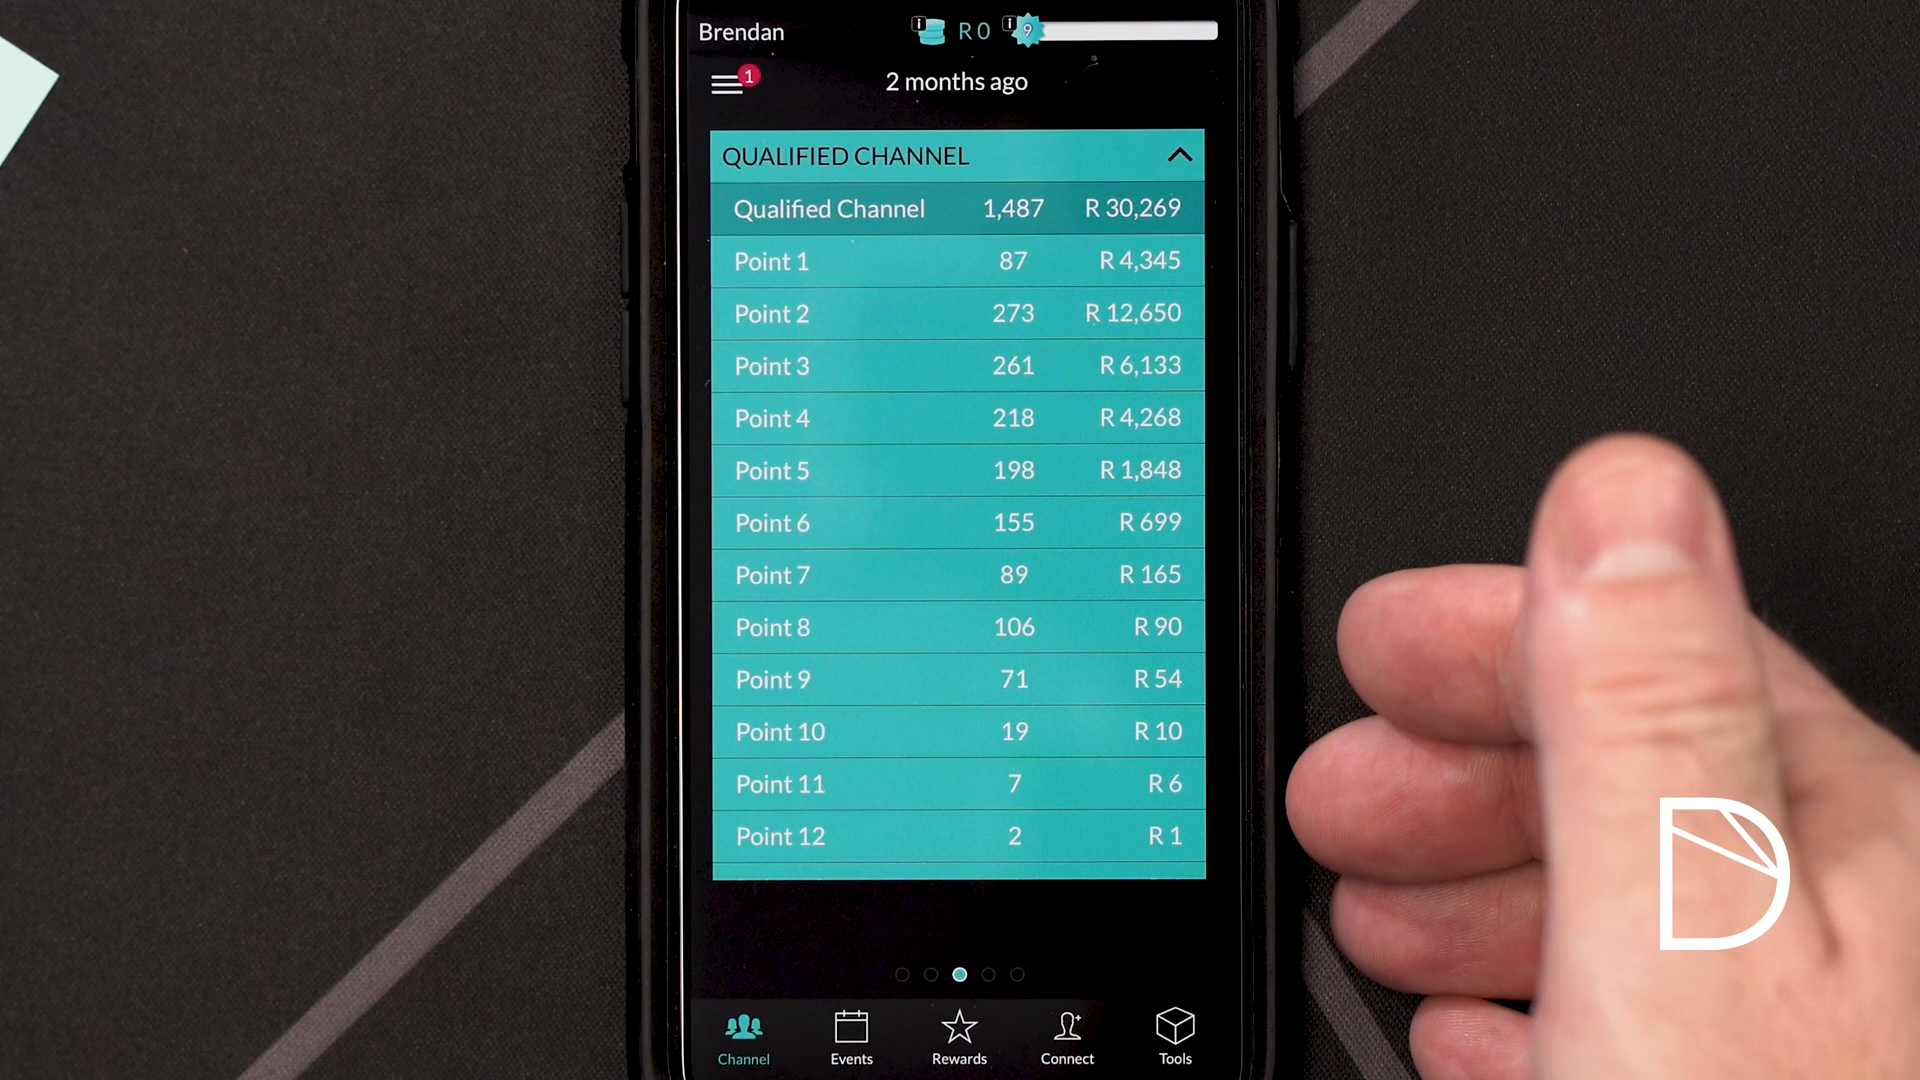 Brendan
i R 0 i 9
1
2 months ago
QUALIFIED CHANNEL
Qualified Channel 1,487 R 30,269
Point 1 87 R 4,345
Point 2 273 R 12,650
Point 3 261 R 6,133
Point 4 218 R 4,268
Point 5 198 R 1,848
Point 6 155 R 699
Point 7 89 R 165
Point 8 106 R 90
Point 9 71 R 54
Point 10 19 R 10
Point 11 7 R 6
Point 12 2 R 1
Channel Events Rewards Connect Tools
D